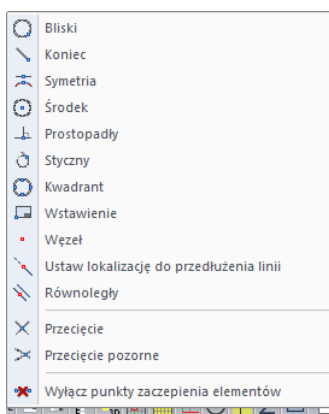 Bliski
Koniec
Symetria
Środek
Prostopadły
Styczny
Kwadrant
Wstawienie
Węzeł
Ustaw lokalizację do przedłużenia linii
Równoległy
Przecięcie
Przecięcie pozorne
Wyłącz punkty zaczepienia elementów